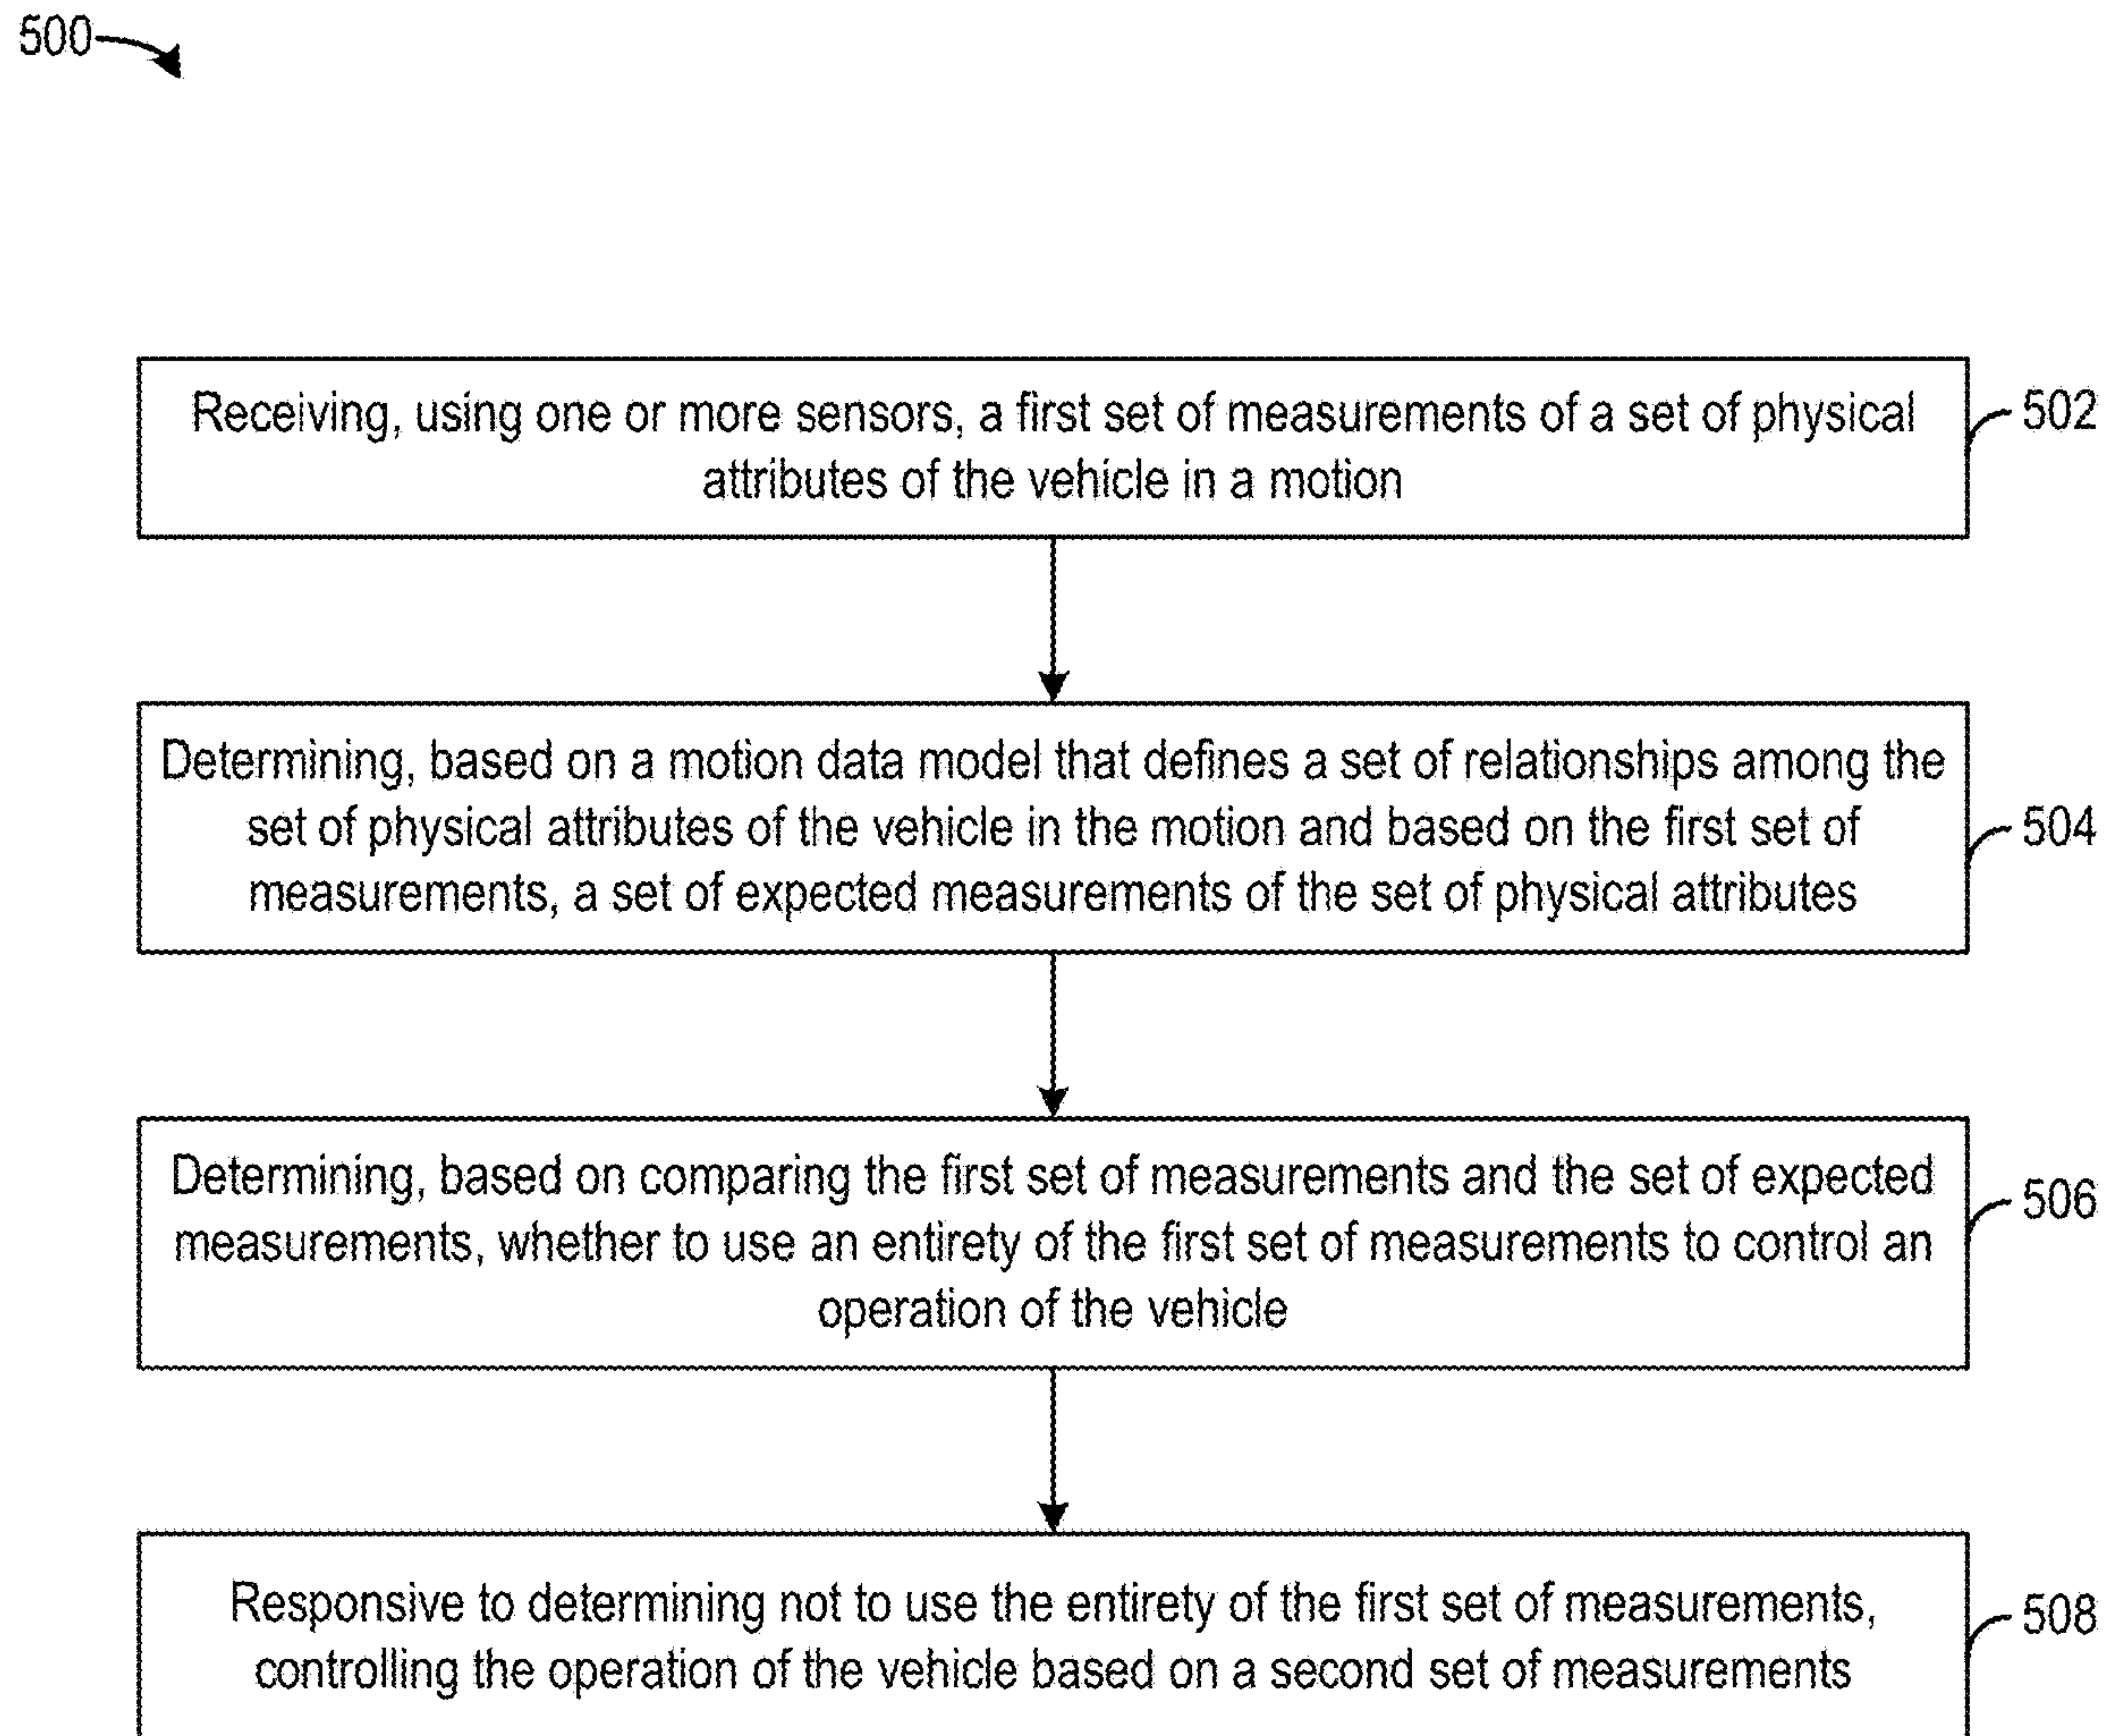 500
Receiving, using one or more sensors, a first set of measurements of a set of physical
attributes of the vehicle in a motion
502
Determining, based on a motion data model that defines a set of relationships among the
set of physical attributes of the vehicle in the motion and based on the first set of
measurements, a set of expected measurements of the set of physical attributes
504
Determining, based on comparing the first set of measurements and the set of expected
measurements, whether to use an entirety of the first set of measurements to control an
operation of the vehicle
506
Responsive to determining not to use the entirety of the first set of measurements,
controlling the operation of the vehicle based on a second set of measurements
508